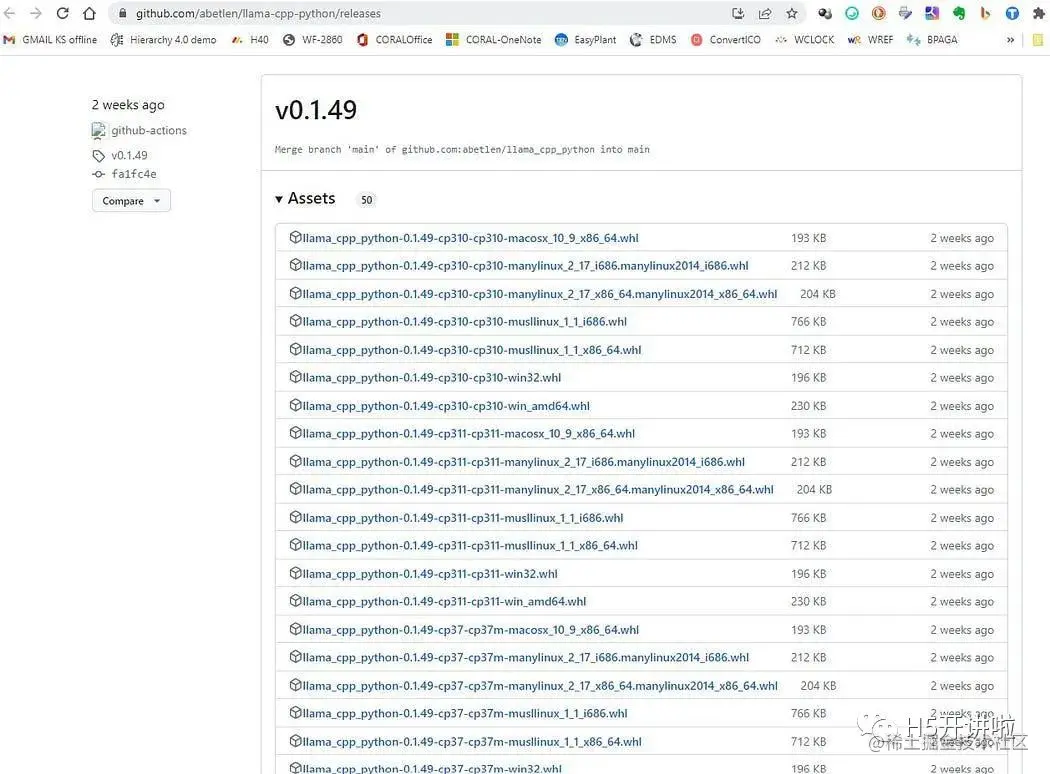 github.com/abetlen/llama-cpp-python/releases
GMAIL KS offline Hierarchy 4.0 demo H40 WF-2860 CORALOffice CORAL-OneNote EasyPlant EDMS ConvertICO WCLOCK WREF BPAGA »
2 weeks ago
github-actions
v0.1.49
fa1fc4e
Compare
v0.1.49
Merge branch 'main' of github.com:abetlen/llama_cpp_python into main
Assets 50
llama_cpp_python-0.1.49-cp310-cp310-macosx_10_9_x86_64.whl 193 KB 2 weeks ago
llama_cpp_python-0.1.49-cp310-cp310-manylinux_2_17_i686.manylinux2014_i686.whl 212 KB 2 weeks ago
llama_cpp_python-0.1.49-cp310-cp310-manylinux_2_17_x86_64.manylinux2014_x86_64.whl 204 KB 2 weeks ago
llama_cpp_python-0.1.49-cp310-cp310-musllinux_1_1_i686.whl 766 KB 2 weeks ago
llama_cpp_python-0.1.49-cp310-cp310-musllinux_1_1_x86_64.whl 712 KB 2 weeks ago
llama_cpp_python-0.1.49-cp310-cp310-win32.whl 196 KB 2 weeks ago
llama_cpp_python-0.1.49-cp310-cp310-win_amd64.whl 230 KB 2 weeks ago
llama_cpp_python-0.1.49-cp311-cp311-macosx_10_9_x86_64.whl 193 KB 2 weeks ago
llama_cpp_python-0.1.49-cp311-cp311-manylinux_2_17_i686.manylinux2014_i686.whl 212 KB 2 weeks ago
llama_cpp_python-0.1.49-cp311-cp311-manylinux_2_17_x86_64.manylinux2014_x86_64.whl 204 KB 2 weeks ago
llama_cpp_python-0.1.49-cp311-cp311-musllinux_1_1_i686.whl 766 KB 2 weeks ago
llama_cpp_python-0.1.49-cp311-cp311-musllinux_1_1_x86_64.whl 712 KB 2 weeks ago
llama_cpp_python-0.1.49-cp311-cp311-win32.whl 196 KB 2 weeks ago
llama_cpp_python-0.1.49-cp311-cp311-win_amd64.whl 230 KB 2 weeks ago
llama_cpp_python-0.1.49-cp37-cp37m-macosx_10_9_x86_64.whl 193 KB 2 weeks ago
llama_cpp_python-0.1.49-cp37-cp37m-manylinux_2_17_i686.manylinux2014_i686.whl 212 KB 2 weeks ago
llama_cpp_python-0.1.49-cp37-cp37m-manylinux_2_17_x86_64.manylinux2014_x86_64.whl 204 KB 2 weeks ago
llama_cpp_python-0.1.49-cp37-cp37m-musllinux_1_1_i686.whl 766 KB 2 weeks ago
H5开讲啦
llama_cpp_python-0.1.49-cp37-cp37m-musllinux_1_1_x86_64.whl 712 KB 2 weeks ago
@稀土掘金技术社区
llama_cpp_python-0.1.49-cp37-cp37m-win32.whl 196 KB 2 weeks ago